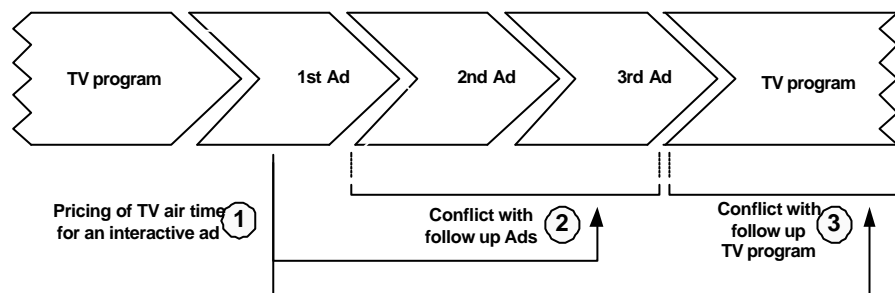 TV program
1st Ad
2nd Ad
3rd Ad
TV program
Pricing of TV air time
for an interactive ad
1
Conflict with
follow up Ads
2
Conflict with
follow up
TV program
3